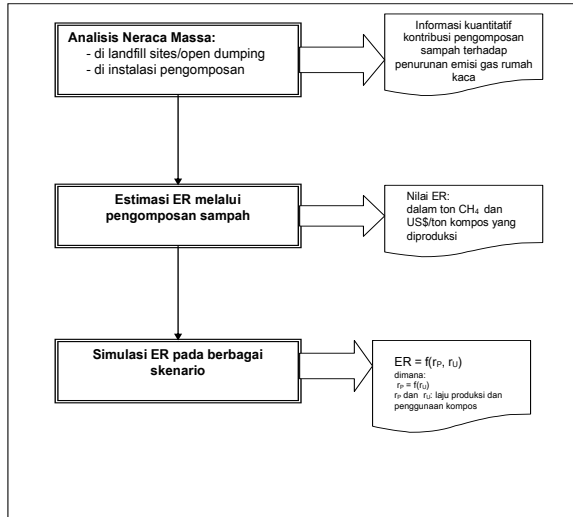 Analisis Neraca Massa:
- di landfill sites/open dumping
- di instalasi pengomposan
Informasi kuantitatif
kontribusi pengomposan
sampah terhadap
penurunan emisi gas rumah
kaca
Estimasi ER melalui
pengomposan sampah
Nilai ER:
dalam ton CH₄ dan
US$/ton kompos yang
diproduksi
Simulasi ER pada berbagai
skenario
ER = f(rP, rU)
dimana:
rP = f(rU)
rP dan rU: laju produksi dan
penggunaan kompos